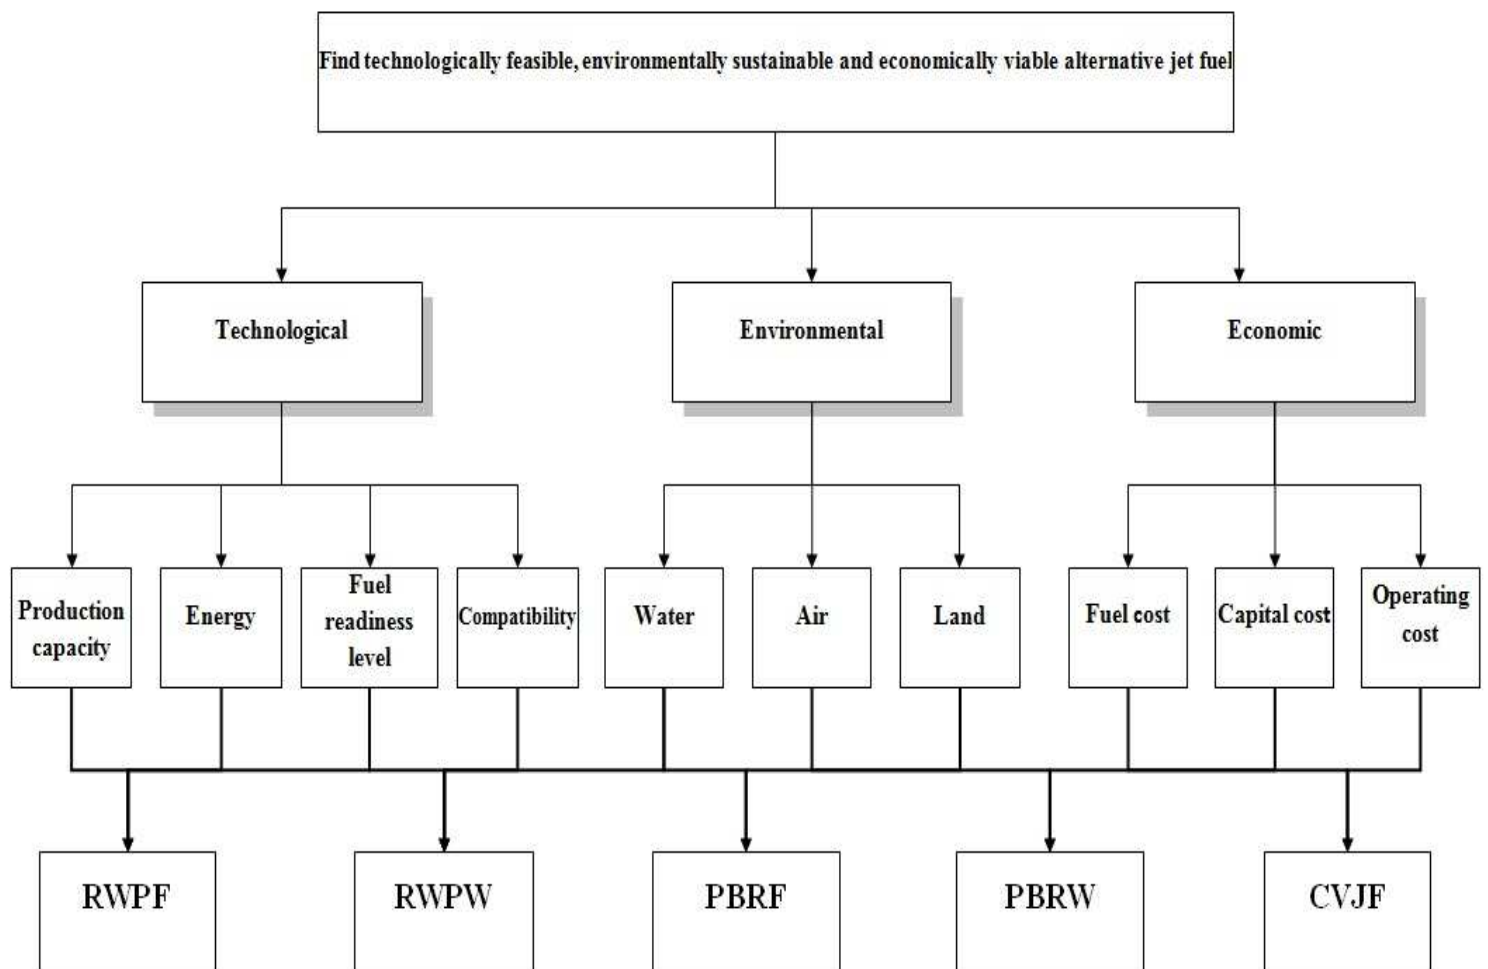 Find technologically feasible, environmentally sustainable and economically viable alternative jet fuel
Technological
Environmental
Economic
Production
capacity
Energy
Fuel
readiness
level
Compatibility
Water
Air
Land
Fuel cost
Capital cost
Operating
cost
RWPF
RWPW
PBRF
PBRW
CVJF